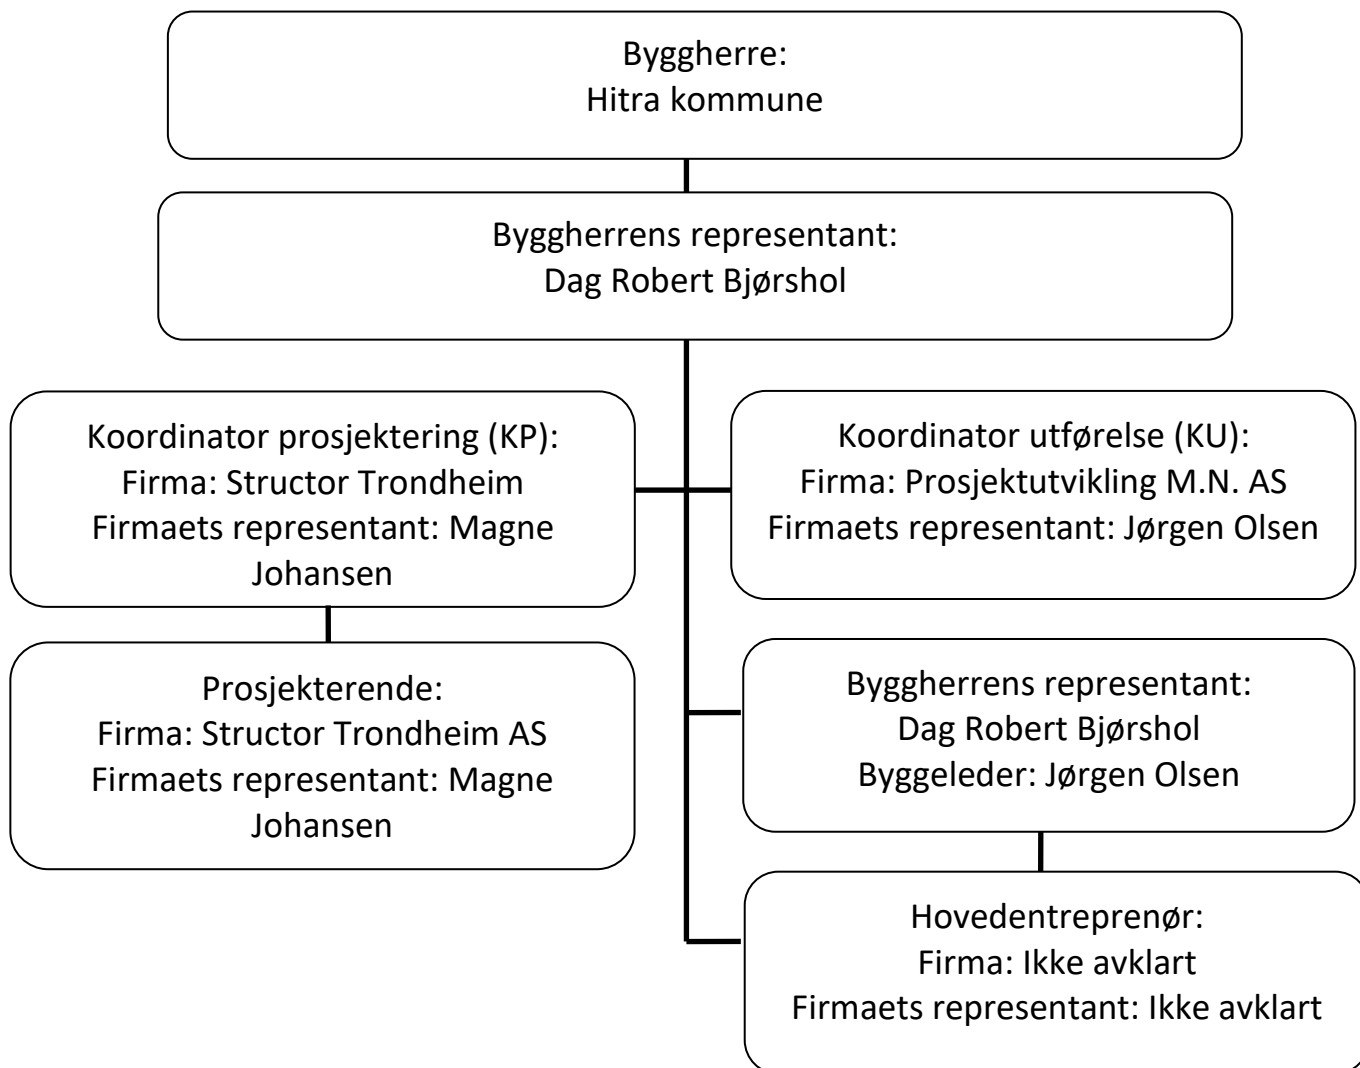 Byggherre:
Hitra kommune
Byggherrens representant:
Dag Robert Bjørshol
Koordinator prosjektering (KP):
Firma: Structor Trondheim
Firmaets representant: Magne
Johansen
Koordinator utførelse (KU):
Firma: Prosjektutvikling M.N. AS
Firmaets representant: Jørgen Olsen
Prosjekterende:
Firma: Structor Trondheim AS
Firmaets representant: Magne
Johansen
Byggherrens representant:
Dag Robert Bjørshol
Byggeleder: Jørgen Olsen
Hovedentreprenør:
Firma: Ikke avklart
Firmaets representant: Ikke avklart